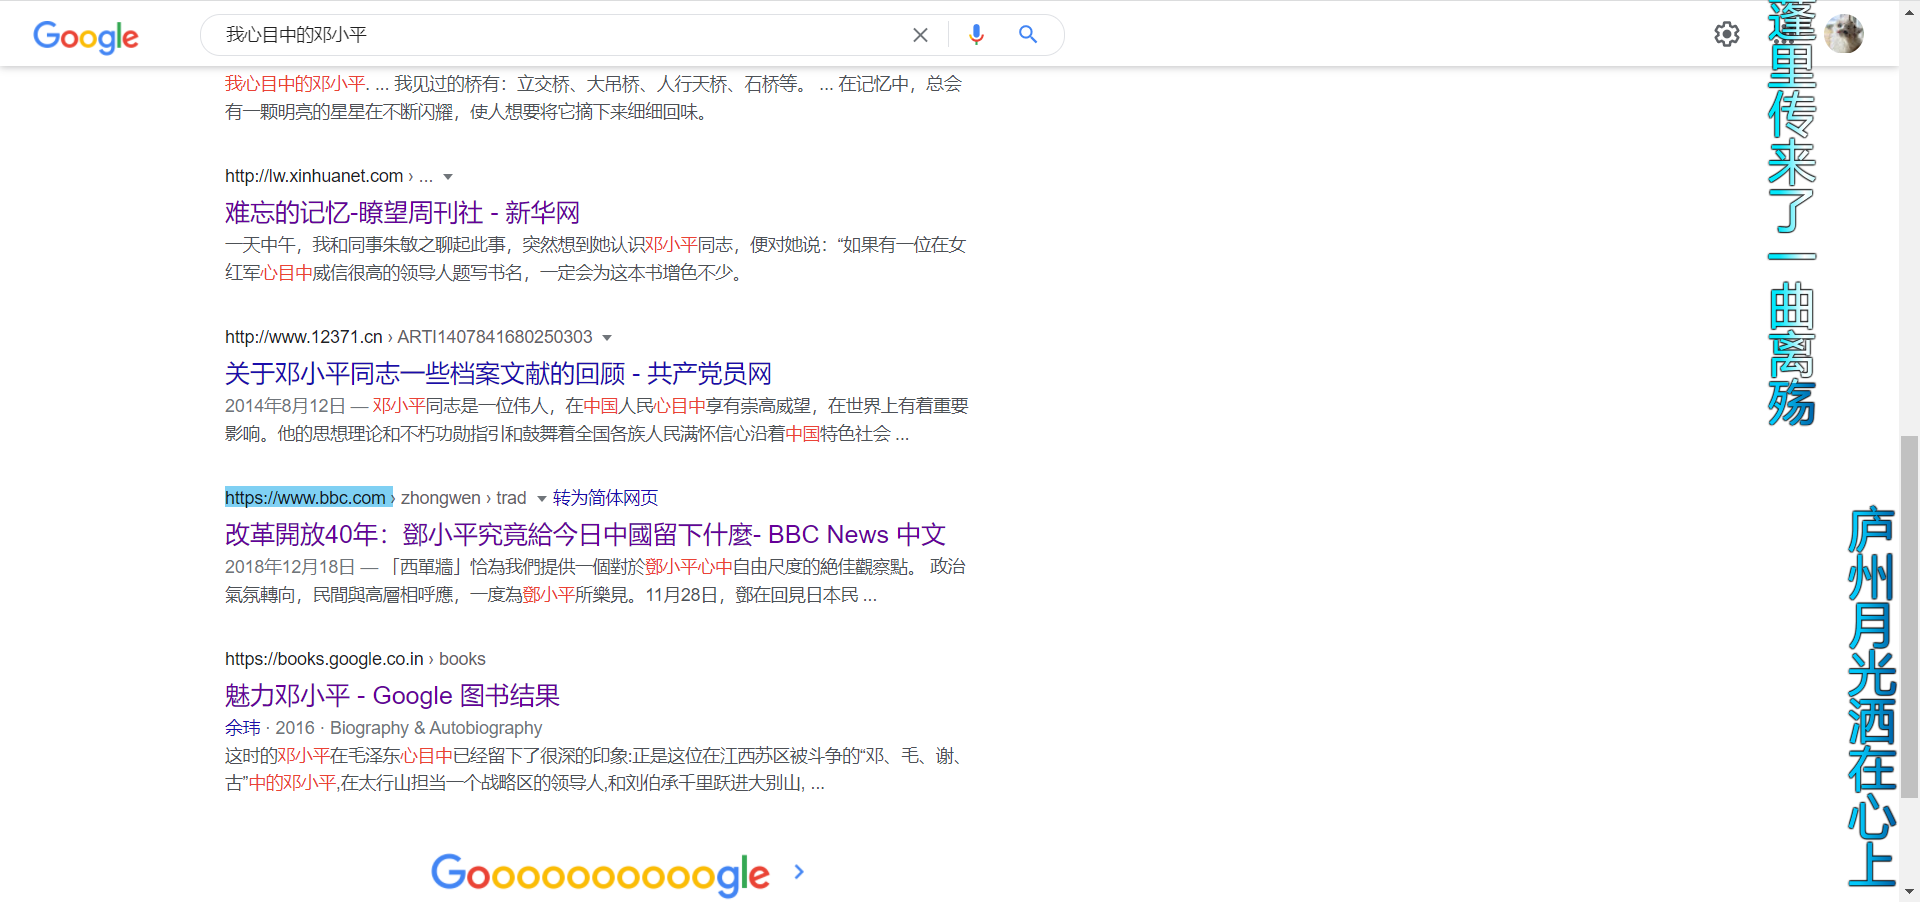 Google
我心目中的邓小平
我心目中的邓小平. ... 我见过的桥有：立交桥、大吊桥、人行天桥、石桥等。 ... 在记忆中，总会
有一颗明亮的星星在不断闪耀，使人想要将它摘下来细细回味。
http://lw.xinhuanet.com › ...
难忘的记忆-瞭望周刊社 - 新华网
一天中午，我和同事朱敏之聊起此事，突然想到她认识邓小平同志，便对她说：“如果有一位在女
红军心目中威信很高的领导人题写书名，一定会为这本书增色不少。
http://www.12371.cn › ARTI1407841680250303
关于邓小平同志一些档案文献的回顾 - 共产党员网
2014年8月12日 — 邓小平同志是一位伟人，在中国人民心目中享有崇高威望，在世界上有着重要
影响。他的思想理论和不朽功勋指引和鼓舞着全国各族人民满怀信心沿着中国特色社会 ...
https://www.bbc.com › zhongwen › trad 转为简体网页
改革開放40年：鄧小平究竟給今日中國留下什麼- BBC News 中文
2018年12月18日 — 「西單牆」恰為我們提供一個對於鄧小平心中自由尺度的絶佳觀察點。 政治
氣氛轉向，民間與高層相呼應，一度為鄧小平所樂見。11月28日，鄧在回見日本民 ...
https://books.google.co.in › books
魅力邓小平 - Google 图书结果
余玮 · 2016 · Biography & Autobiography
这时的邓小平在毛泽东心目中已经留下了很深的印象:正是这位在江西苏区被斗争的“邓、毛、谢、
古”中的邓小平,在太行山担当一个战略区的领导人,和刘伯承千里跃进大别山, ...
Goooooooooogle
篷里传来了一曲离殇
庐州月光洒在心上